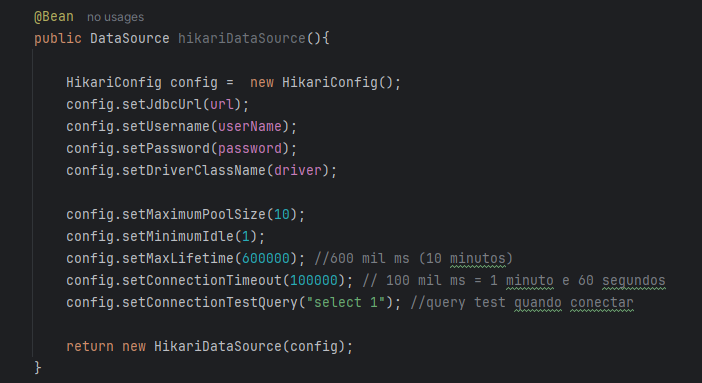 @Bean no usages
public DataSource hikariDataSource(){
HikariConfig config =  new HikariConfig();
config.setJdbcUrl(url);
config.setUsername(userName);
config.setPassword(password);
config.setDriverClassName(driver);
config.setMaximumPoolSize(10);
config.setMinimumIdle(1);
config.setMaxLifetime(600000); //600 mil ms (10 minutos)
config.setConnectionTimeout(100000); // 100 mil ms = 1 minuto e 60 segundos
config.setConnectionTestQuery("select 1"); //query test quando conectar
return new HikariDataSource(config);
}